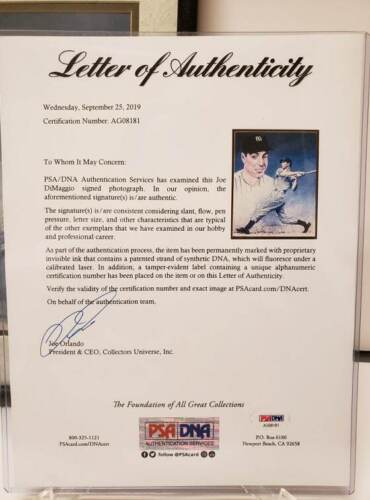 Letter of Authenticity
Wednesday, September 25, 2019
Certification Number: AG08181
To Whom It May Concern:
PSA/DNA Authentication Services has examined this Joe
DiMaggio signed photograph. In our opinion, the
aforementioned signature(s) is/are authentic.
The signature(s) is/are consistent considering slant, flow, pen
pressure, letter size, and other characteristics that are typical
of the other exemplars that we have examined in our hobby
and professional career.
As part of the authentication process, the item has been permanently marked with proprietary
invisible ink that contains a patented strand of synthetic DNA, which will fluoresce under a
calibrated laser. In addition, a tamper-evident label containing a unique alphanumeric
certification number has been placed on the item or on this Letter of Authenticity.
Verify the validity of the certification number and exact image at PSAcard.com/DNAcert.
On behalf of the authentication team,
Joe Orlando
President & CEO, Collectors Universe, Inc.
The Foundation of All Great Collections
800-325-1121
PSAcard.com/DNAcert
PSA/DNA
AUTHENTICATION SERVICES
Follow @PSAcard
PSA/DNA
AG08181
P.O. Box 6180
Newport Beach, CA 92658